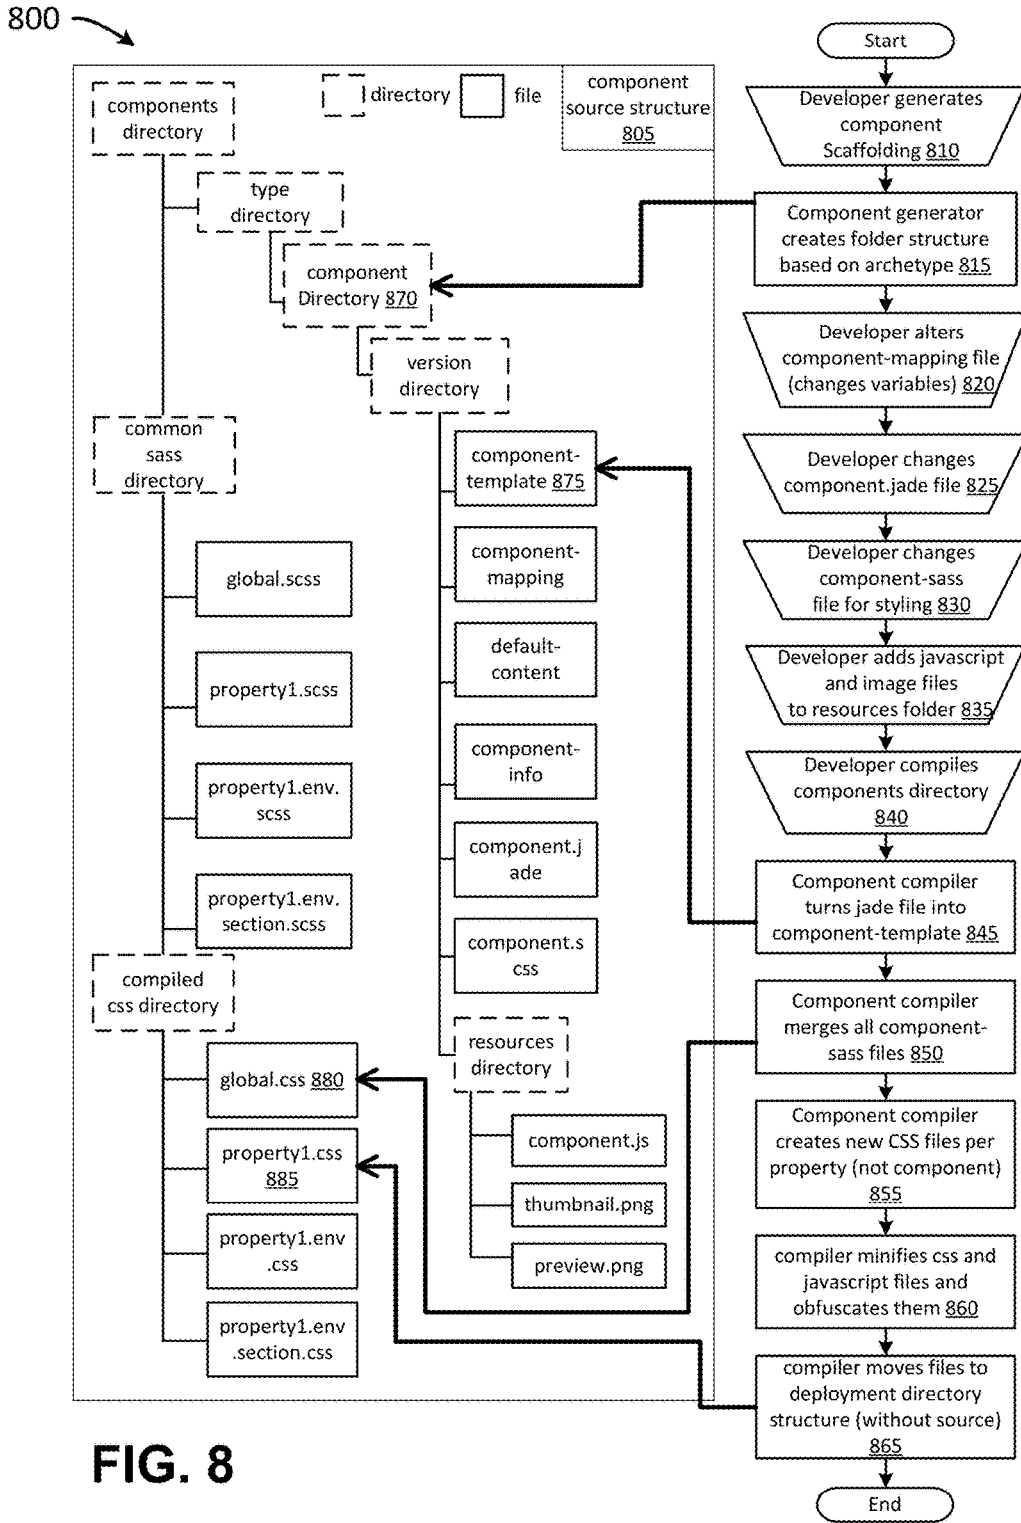 800
components
directory
directory
file
component
source structure
805
type
directory
component
Directory 870
version
directory
common
sass
directory
component-
template 875
component-
mapping
default-
content
component-
info
component.j
ade
component.s
css
resources
directory
component.js
thumbnail.png
preview.png
global.scss
property1.scss
property1.env.
scss
property1.env.
section.scss
compiled
css directory
global.css 880
property1.css
885
property1.env
.css
property1.env
.section.css
Start
Developer generates
component
Scaffolding 810
Component generator
creates folder structure
based on archetype 815
Developer alters
component-mapping file
(changes variables) 820
Developer changes
component.jade file 825
Developer changes
component-sass
file for styling 830
Developer adds javascript
and image files
to resources folder 835
Developer compiles
components directory
840
Component compiler
turns jade file into
component-template 845
Component compiler
merges all component-
sass files 850
Component compiler
creates new CSS files per
property (not component)
855
compiler minifies css and
javascript files and
obfuscates them 860
compiler moves files to
deployment directory
structure (without source)
865
End
FIG. 8